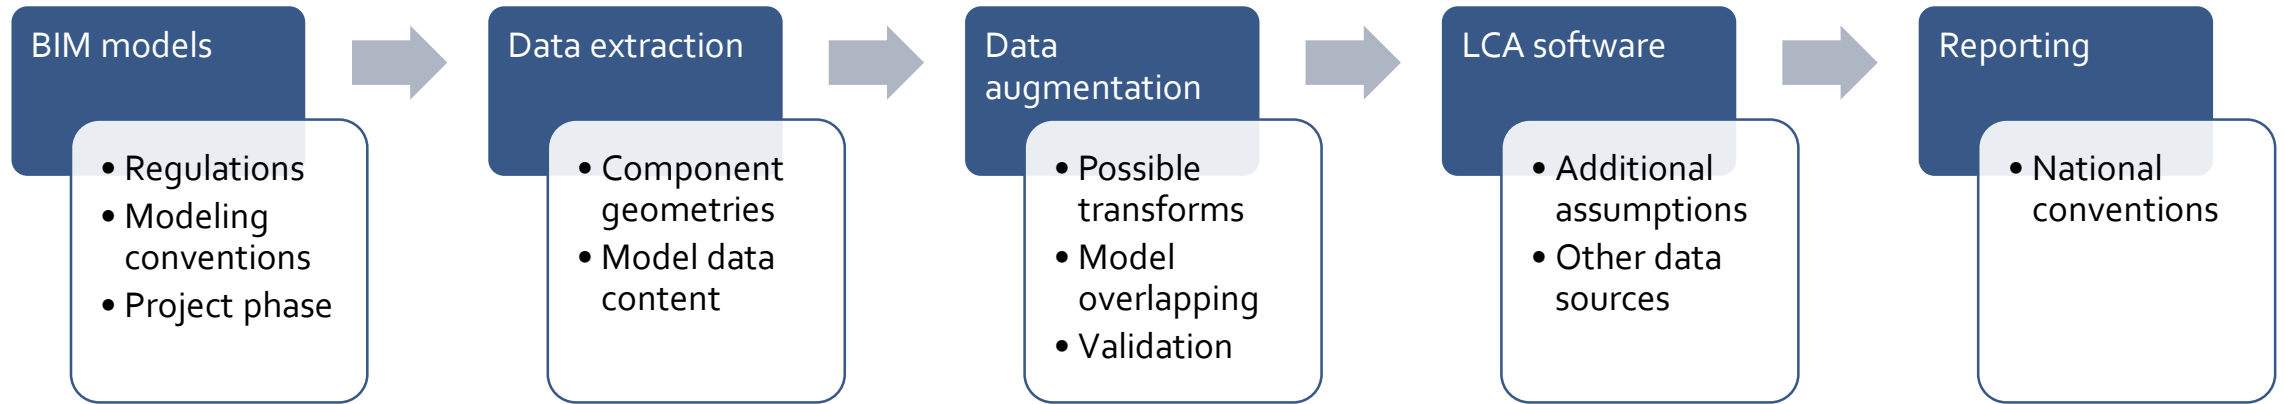 BIM models
• Regulations
• Modeling
conventions
• Project phase
Data extraction
• Component
geometries
• Model data
content
Data
augmentation
• Possible
transforms
• Model
overlapping
• Validation
LCA software
• Additional
assumptions
• Other data
sources
Reporting
• National
conventions